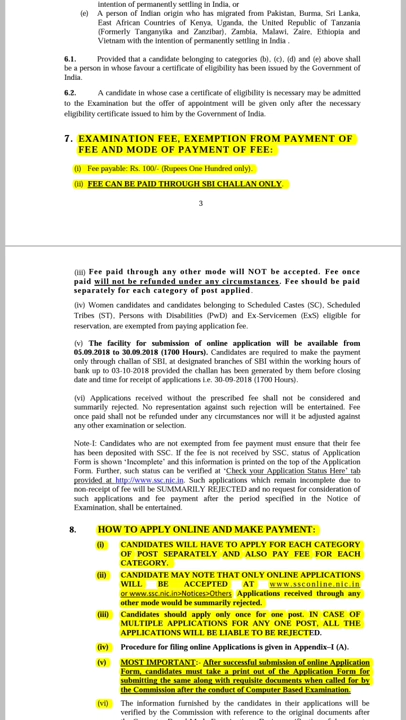 intention of permanently settling in India, or
(e) A person of Indian origin who has migrated from Pakistan, Burma, Sri Lanka,
East African Countries of Kenya, Uganda, the United Republic of Tanzania
(Formerly Tanganyika and Zanzibar), Zambia, Malawi, Zaire, Ethiopia and
Vietnam with the intention of permanently settling in India .
6.1. Provided that a candidate belonging to categories (b), (c), (d) and (e) above shall
be a person in whose favour a certificate of eligibility has been issued by the Government of
India.
6.2. A candidate in whose case a certificate of eligibility is necessary may be admitted
to the Examination but the offer of appointment will be given only after the necessary
eligibility certificate issued to him by the Government of India.
7. EXAMINATION FEE, EXEMPTION FROM PAYMENT OF
FEE AND MODE OF PAYMENT OF FEE:
(i) Fee payable: Rs. 100/- (Rupees One Hundred only).
(ii) FEE CAN BE PAID THROUGH SBI CHALLAN ONLY.
3
(iii) Fee paid through any other mode will NOT be accepted. Fee once
paid will not be refunded under any circumstances. Fee should be paid
separately for each category of post applied.
(iv) Women candidates and candidates belonging to Scheduled Castes (SC), Scheduled
Tribes (ST), Persons with Disabilities (PwD) and Ex-Servicemen (ExS) eligible for
reservation, are exempted from paying application fee.
(v) The facility for submission of online application will be available from
05.09.2018 to 30.09.2018 (1700 Hours). Candidates are required to make the payment
only through challan of SBI, at designated branches of SBI within the working hours of
bank up to 03-10-2018 provided the challan has been generated by them before closing
date and time for receipt of applications i.e. 30-09-2018 (1700 Hours).
(vi) Applications received without the prescribed fee shall not be considered and
summarily rejected. No representation against such rejection will be entertained. Fee
once paid shall not be refunded under any circumstances nor will it be adjusted against
any other examination or selection.
Note-I: Candidates who are not exempted from fee payment must ensure that their fee
has been deposited with SSC. If the fee is not received by SSC, status of Application
Form is shown ‘Incomplete’ and this information is printed on the top of the Application
Form. Further, such status can be verified at ‘Check your Application Status Here’ tab
provided at http://www.ssc.nic.in. Such applications which remain incomplete due to
non-receipt of fee will be SUMMARILY REJECTED and no request for consideration of
such applications and fee payment after the period specified in the Notice of
Examination, shall be entertained.
8. HOW TO APPLY ONLINE AND MAKE PAYMENT:
(i) CANDIDATES WILL HAVE TO APPLY FOR EACH CATEGORY
OF POST SEPARATELY AND ALSO PAY FEE FOR EACH
CATEGORY.
(ii) CANDIDATE MAY NOTE THAT ONLY ONLINE APPLICATIONS
WILL BE ACCEPTED AT www.ssconline.nic.in
or www.ssc.nic.in>Notices>Others Applications received through any
other mode would be summarily rejected.
(iii) Candidates should apply only once for one post. IN CASE OF
MULTIPLE APPLICATIONS FOR ANY ONE POST, ALL THE
APPLICATIONS WILL BE LIABLE TO BE REJECTED.
(iv) Procedure for filing online Applications is given in Appendix–I (A).
(v) MOST IMPORTANT:- After successful submission of online Application
Form, candidates must take a print out of the Application Form for
submitting the same along with requisite documents when called for by
the Commission after the conduct of Computer Based Examination.
(vi) The information furnished by the candidates in their applications will be
verified by the Commission with reference to the original documents after